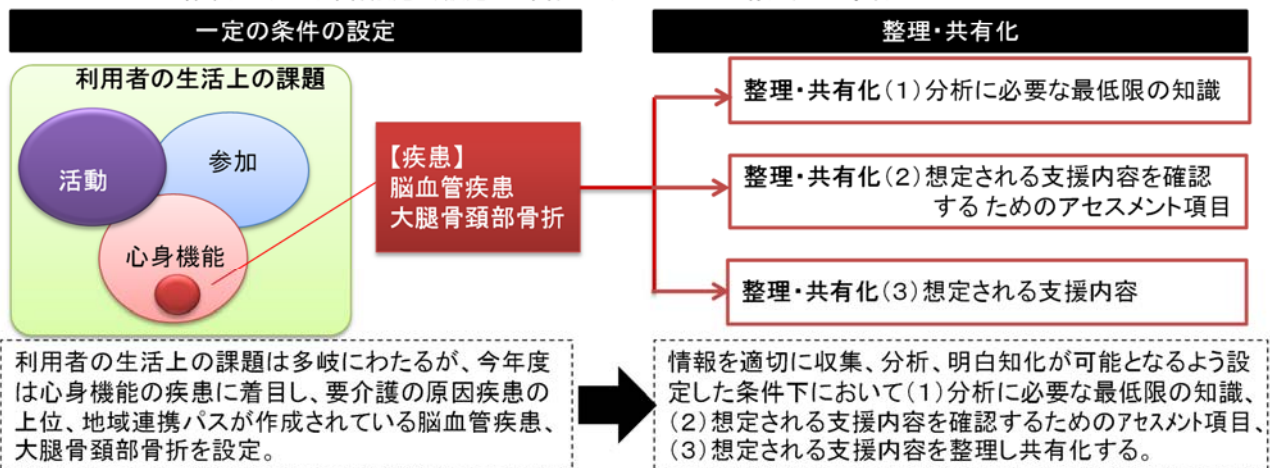 一定の条件の設定
整理・共有化
利用者の生活上の課題
活動
参加
心身機能
【疾患】
脳血管疾患
大腿骨頚部骨折
整理・共有化(1)分析に必要な最低限の知識
整理・共有化(2)想定される支援内容を確認
するためのアセスメント項目
整理・共有化(3)想定される支援内容
利用者の生活上の課題は多岐にわたるが、今年度
は心身機能の疾患に着目し、要介護の原因疾患の
上位、地域連携パスが作成されている脳血管疾患、
大腿骨頚部骨折を設定。
情報を適切に収集、分析、明白知化が可能となるよう設
定した条件下において(1)分析に必要な最低限の知識、
(2)想定される支援内容を確認するためのアセスメント項目、
(3)想定される支援内容を整理し共有化する。